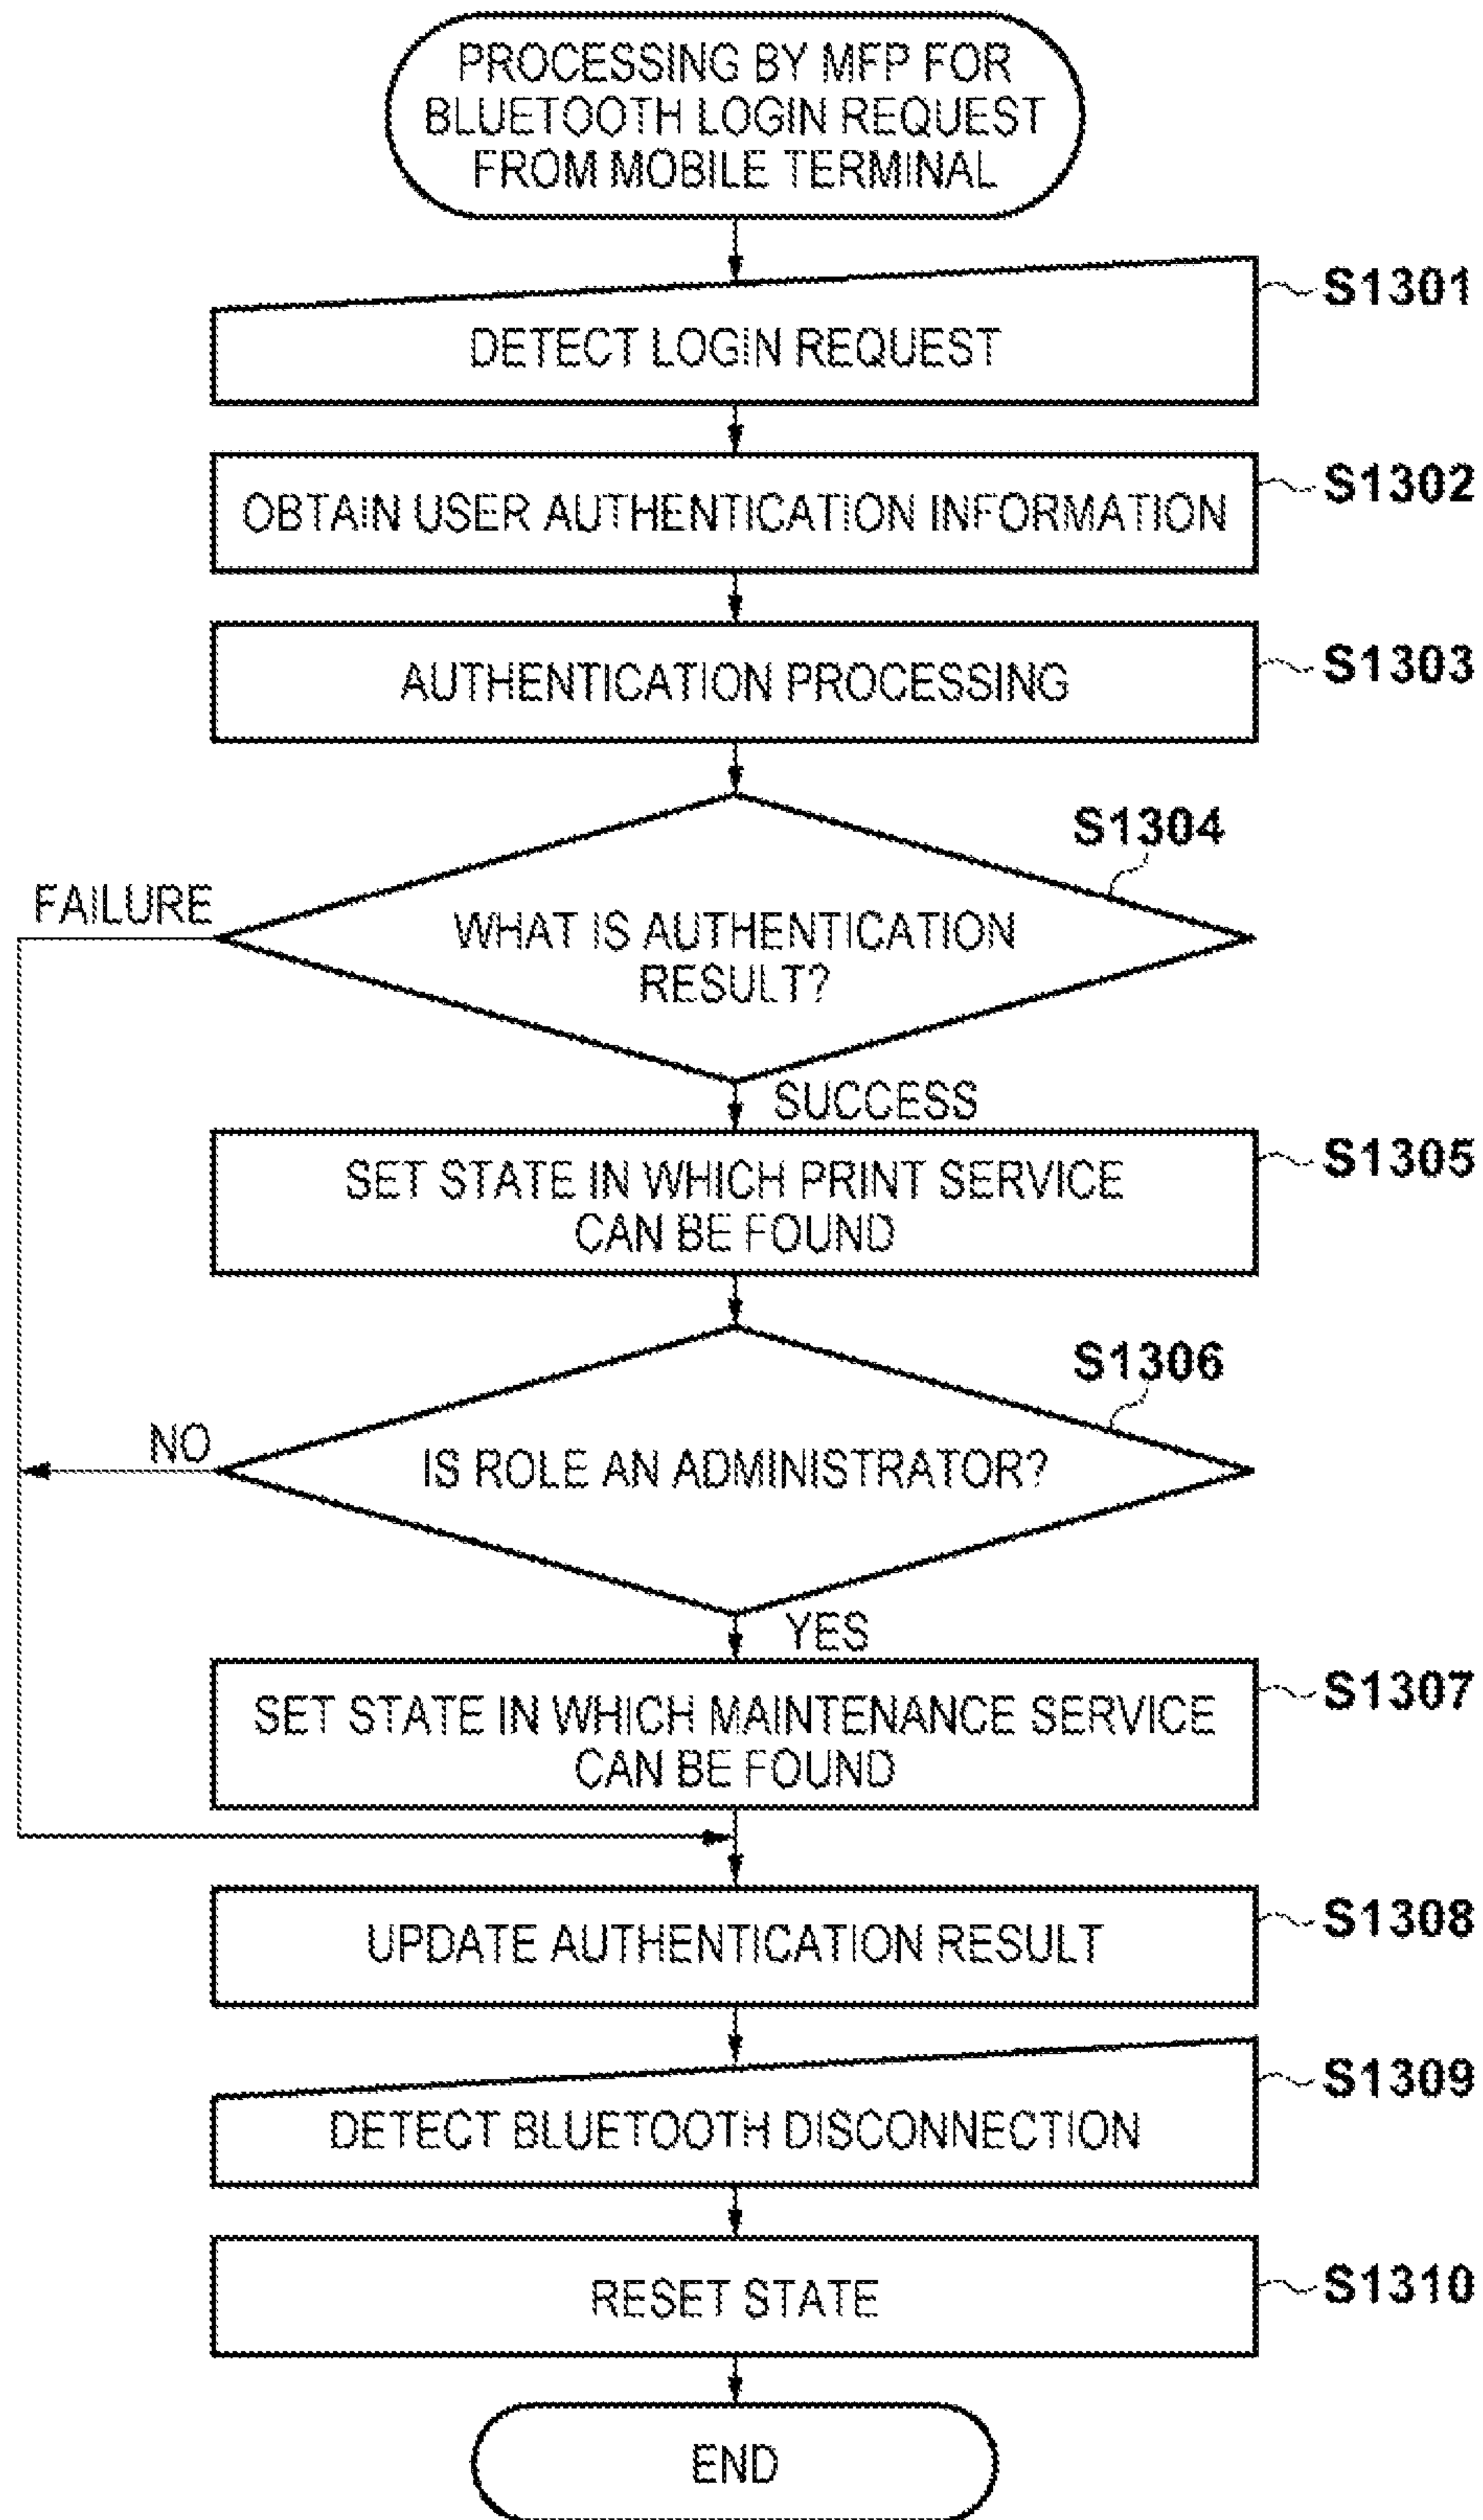 PROCESSING BY MFP FOR
BLUETOOTH LOGIN REQUEST
FROM MOBILE TERMINAL
S1301
DETECT LOGIN REQUEST
S1302
OBTAIN USER AUTHENTICATION INFORMATION
S1303
AUTHENTICATION PROCESSING
S1304
FAILURE
WHAT IS AUTHENTICATION
RESULT?
SUCCESS
S1305
SET STATE IN WHICH PRINT SERVICE
CAN BE FOUND
S1306
NO
IS ROLE AN ADMINISTRATOR?
YES
S1307
SET STATE IN WHICH MAINTENANCE SERVICE
CAN BE FOUND
S1308
UPDATE AUTHENTICATION RESULT
S1309
DETECT BLUETOOTH DISCONNECTION
S1310
RESET STATE
END